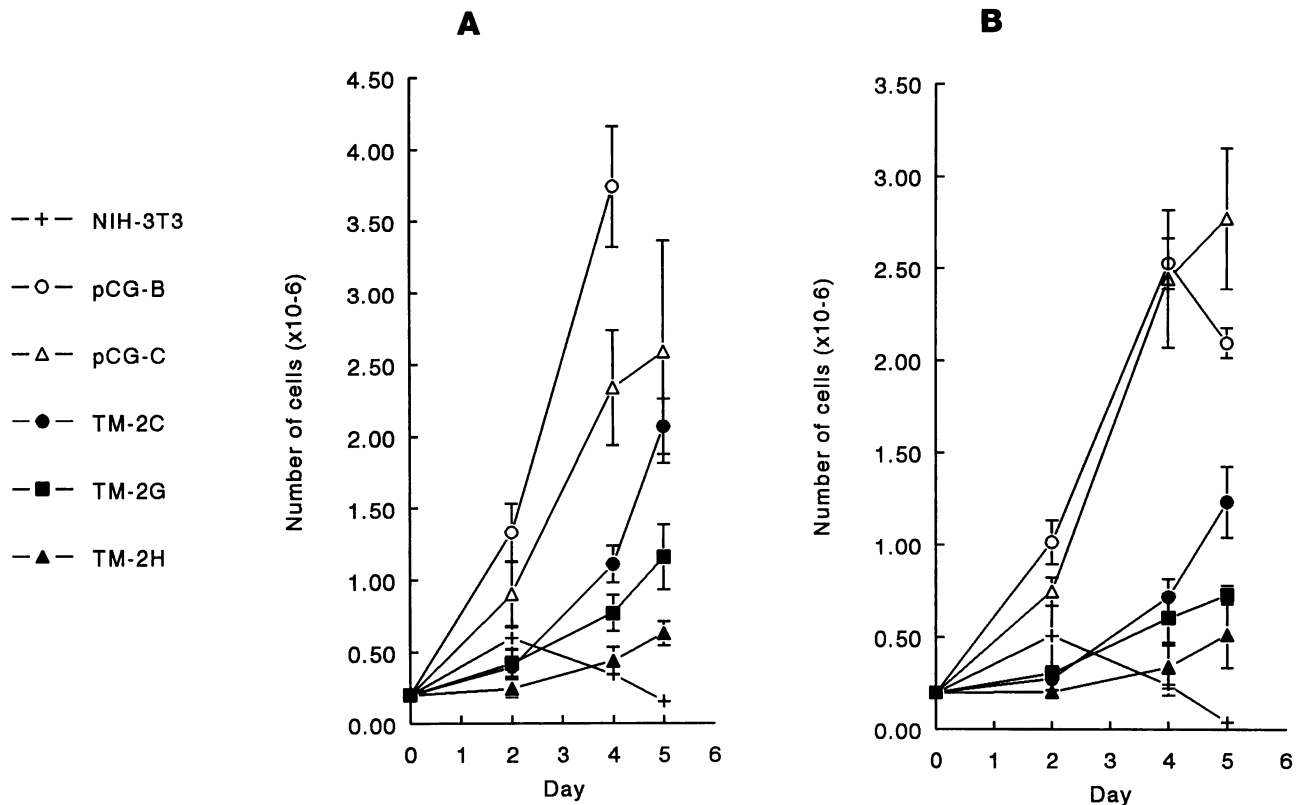 A
B
NIH-3T3
pCG-B
pCG-C
TM-2C
TM-2G
TM-2H
Number of cells (x10-6)
4.50
4.00
3.50
3.00
2.50
2.00
1.50
1.00
0.50
0.00
0 1 2 3 4 5 6
Day
Number of cells (x10-6)
3.50
3.00
2.50
2.00
1.50
1.00
0.50
0.00
0 1 2 3 4 5 6
Day